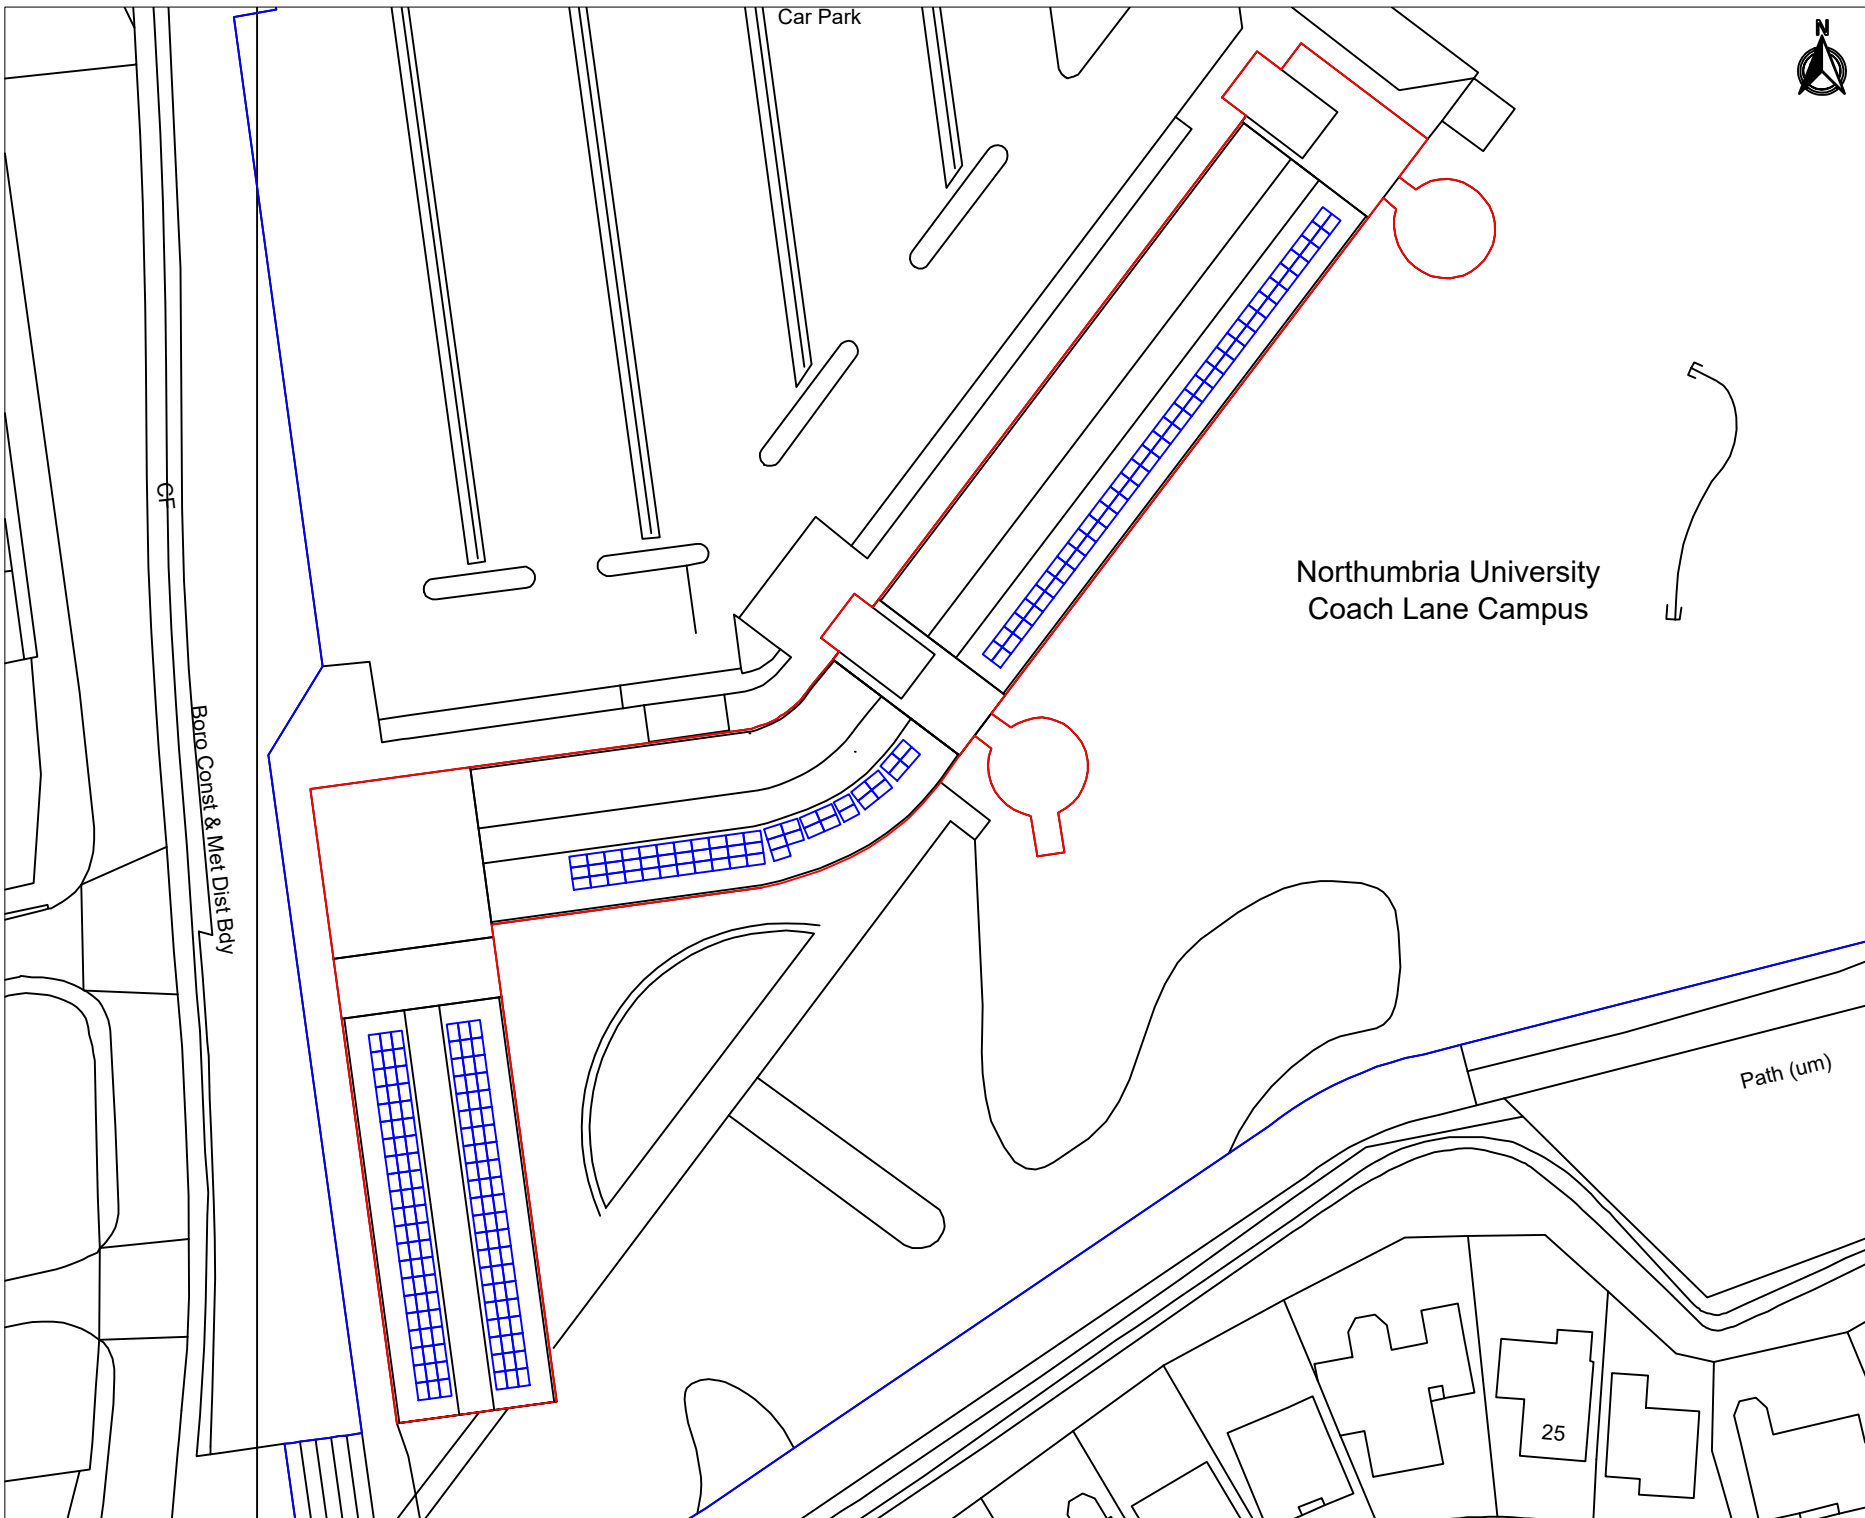 Car Park
N
CF
Northumbria University
Coach Lane Campus
Boro Const & Met Dist Bdy
Path (um)
25